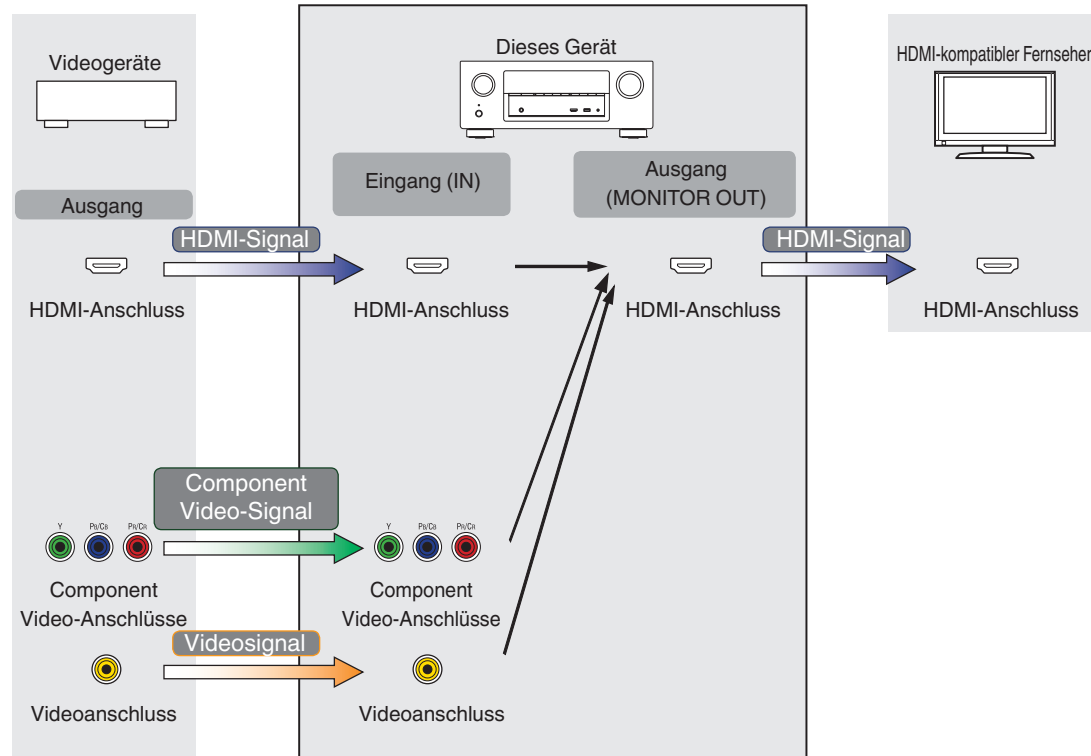 Videogeräte
Dieses Gerät
HDMI-kompatibler Fernseher
Ausgang
Eingang (IN)
Ausgang
(MONITOR OUT)
HDMI-Signal
HDMI-Signal
HDMI-Anschluss
HDMI-Anschluss
HDMI-Anschluss
HDMI-Anschluss
Component
Video-Signal
Y PB/CB PR/CR
Y PB/CB PR/CR
Component
Video-Anschlüsse
Component
Video-Anschlüsse
Videosignal
Videoanschluss
Videoanschluss